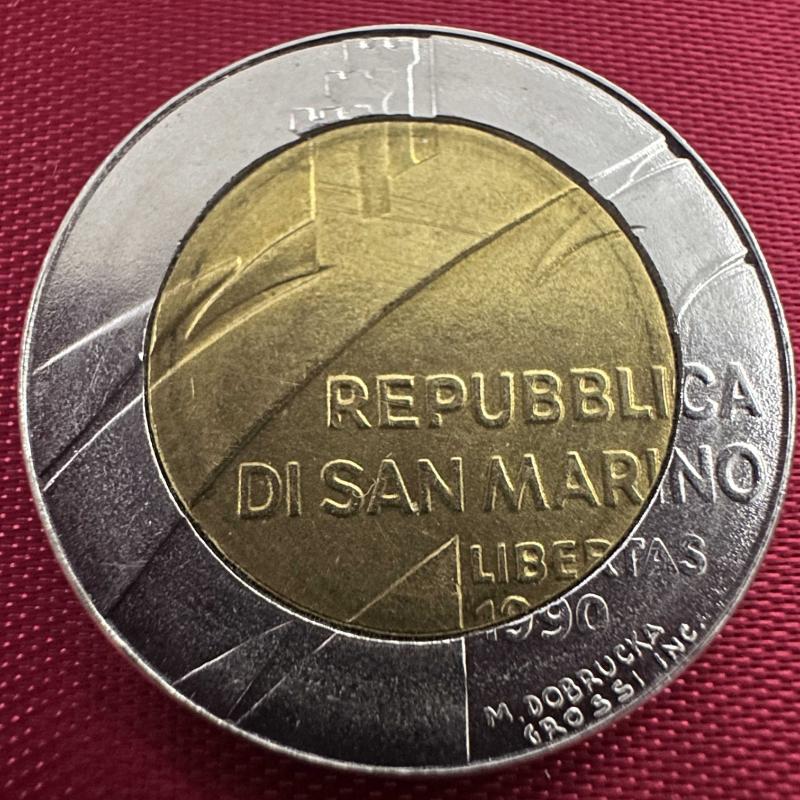 REPUBBLICA
DI SAN MARINO
LIBERTAS
1990
M. DOBRUCKA
GROSSI INC.